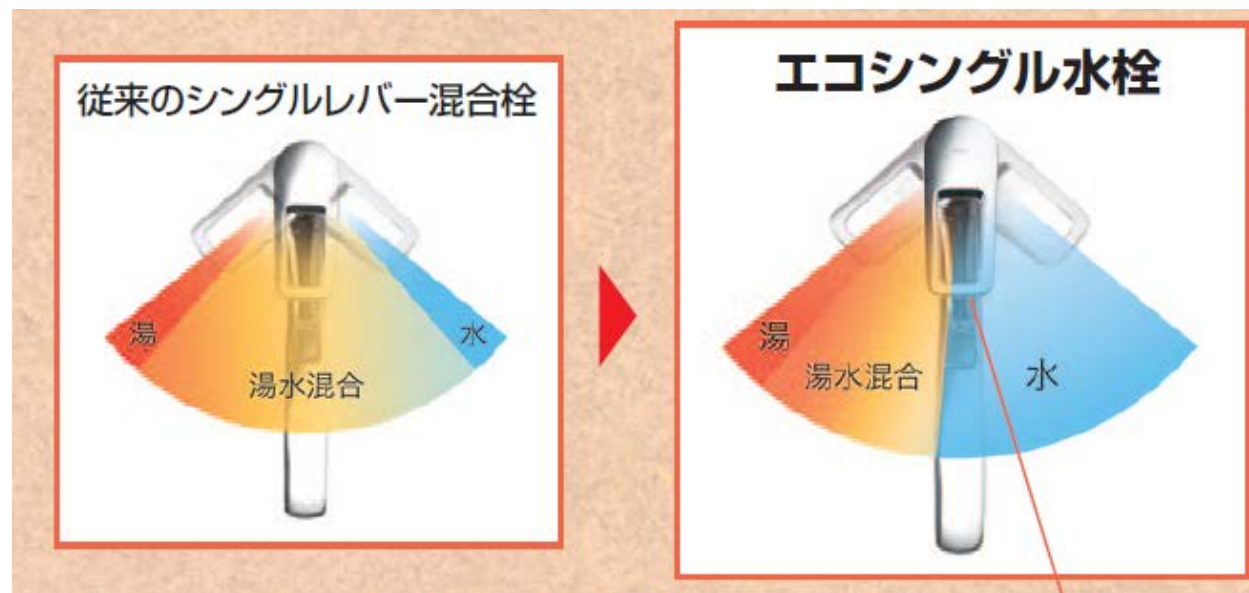 従来のシングルレバー混合栓
湯
水
湯水混合
エコシングル水栓
湯
湯水混合
水